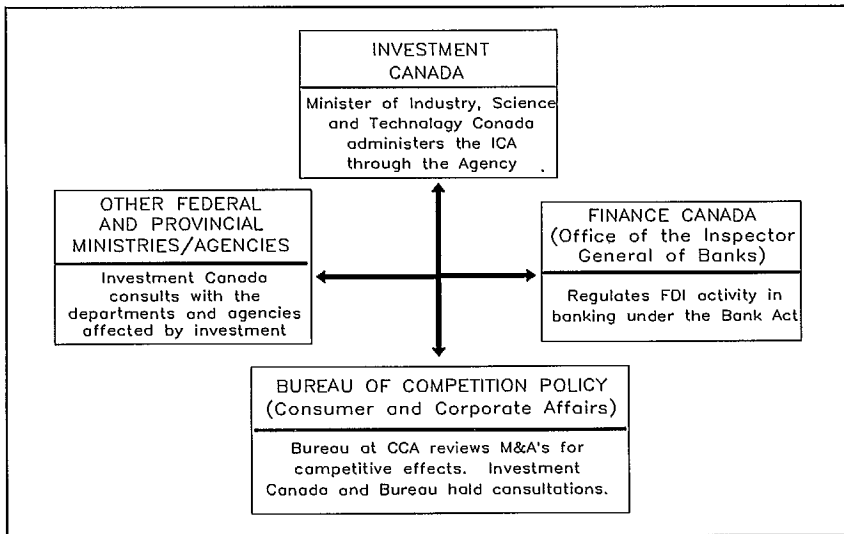 INVESTMENT
CANADA
Minister of Industry, Science
and Technology Conada
administers the ICA
through the Agency
OTHER FEDERAL
AND PROVINCIAL
MINISTRIES/AGENCIES
Investment Canada
consults with the
departments and agencies
affected by investment
FINANCE CANADA
(Office of the Inspector
General of Banks)
Regulates FDI activity in
banking under the Bank Act
BUREAU OF COMPETITION POLICY
(Consumer and Corporate Affairs)
Bureau at CCA reviews M&A's for
competitive effects. Investment
Canada and Bureau hald cansultations.